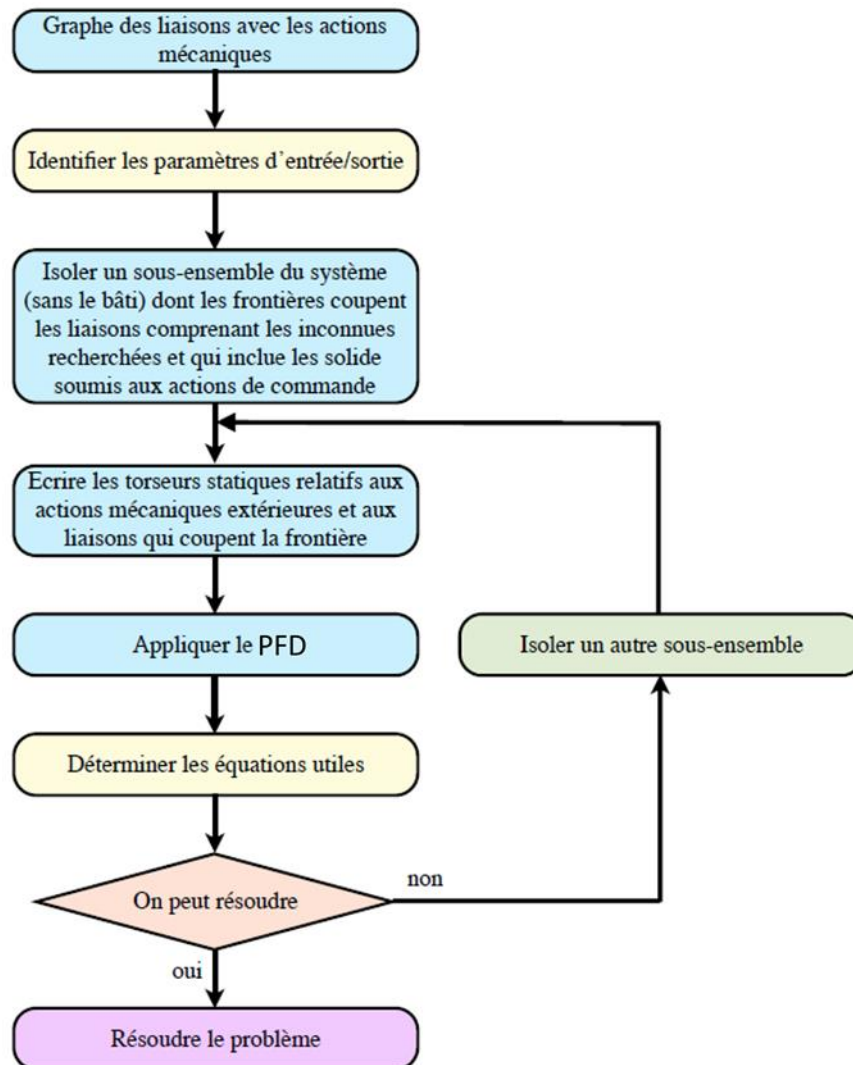 Graphe des liaisons avec les actions
mécaniques
Identifier les paramètres d'entrée/sortie
Isoler un sous-ensemble du système
(sans le bâti) dont les frontières coupent
les liaisons comprenant les inconnues
recherchées et qui inclue les solide
soumis aux actions de commande
Ecrire les torseurs statiques relatifs aux
actions mécaniques extérieures et aux
liaisons qui coupent la frontière
Appliquer le PFD
Isoler un autre sous-ensemble
Déterminer les équations utiles
On peut résoudre
non
oui
Résoudre le problème